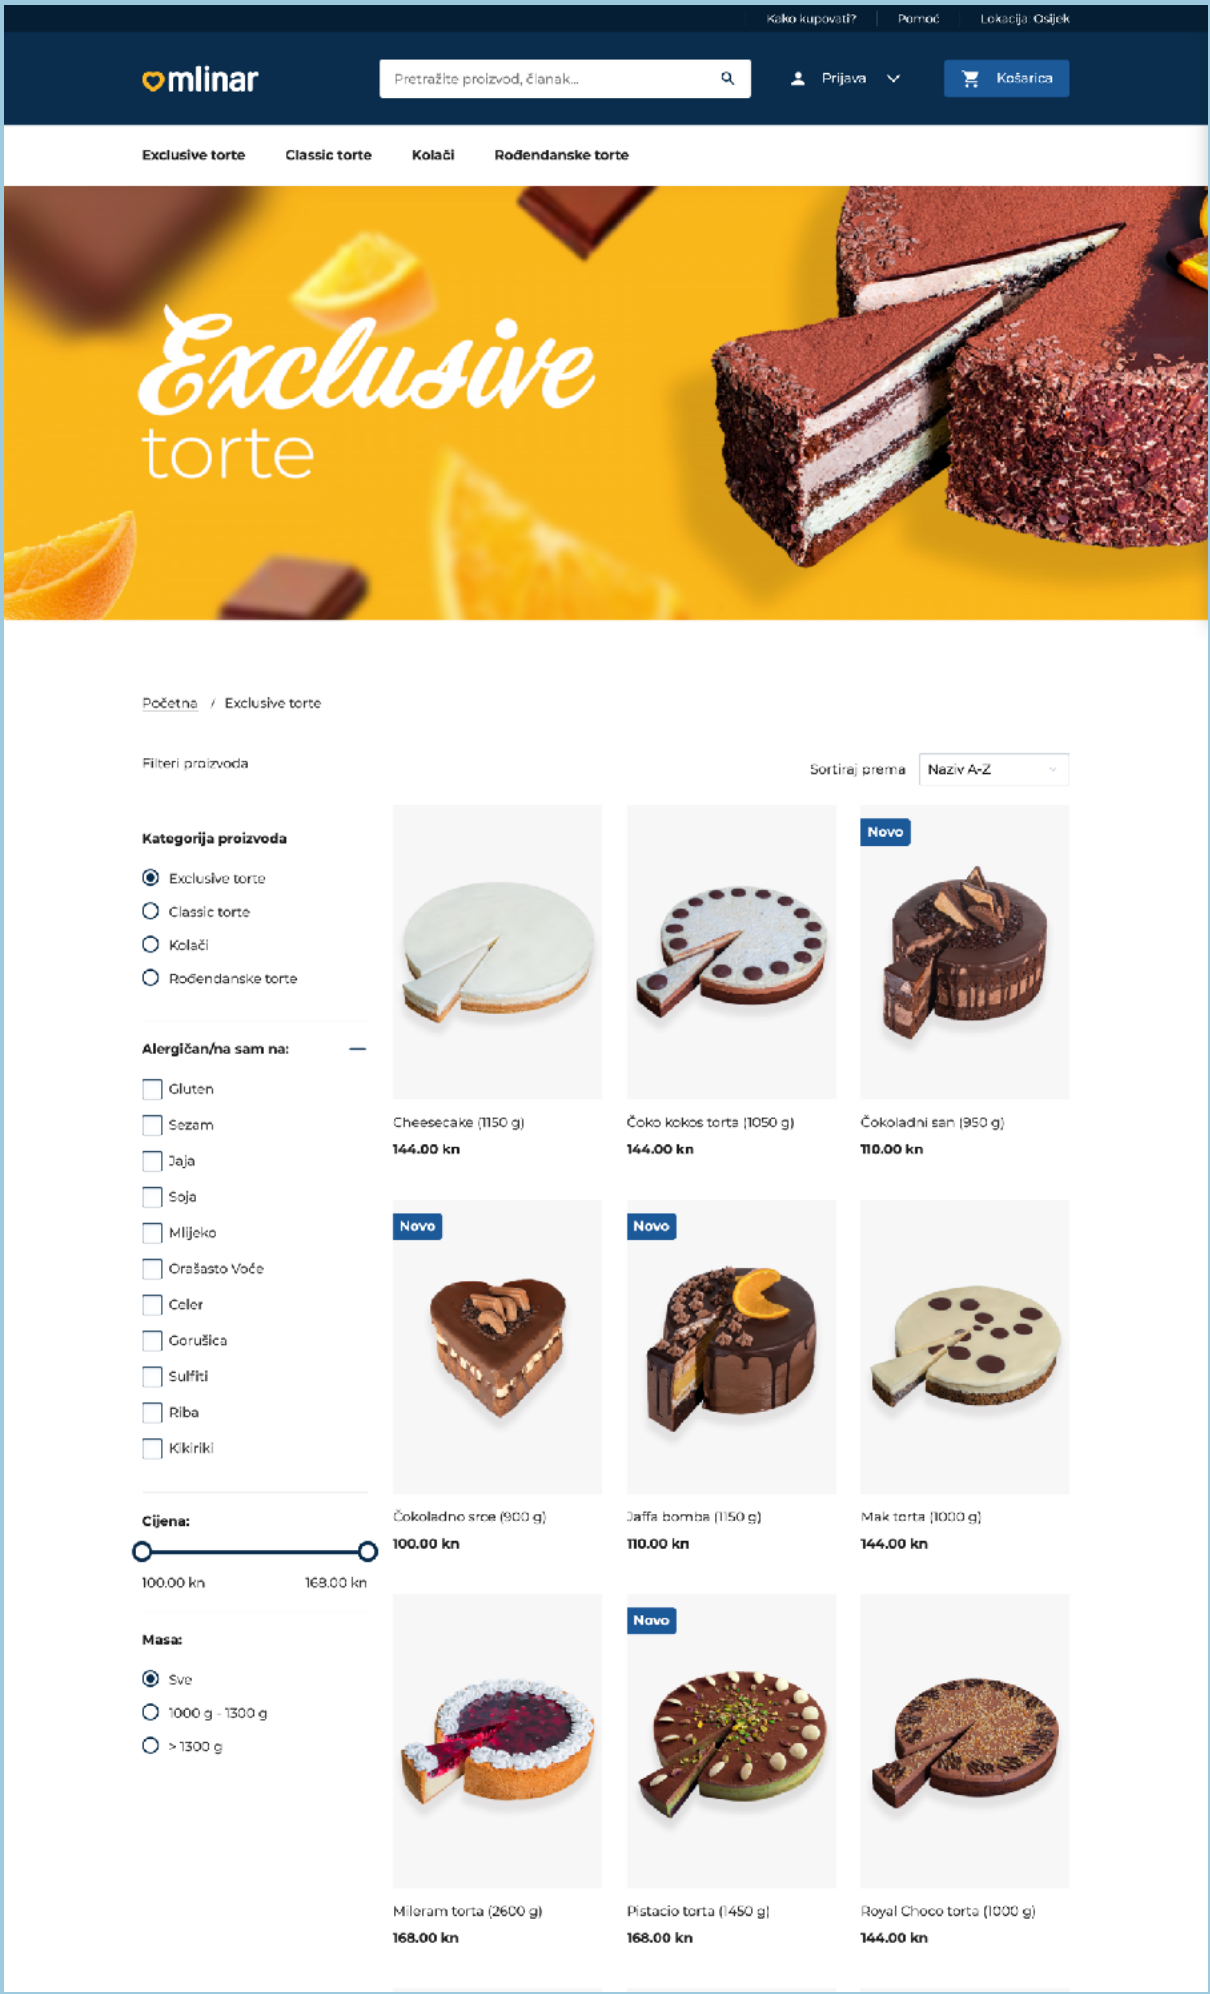 Kako kupovati? Pomoć Lokacija: Osijek
mlinar
Pretražite proizvod, članak...
Prijava
Košarica
Exclusive torte Classic torte Kolači Rođendanske torte
Exclusive
torte
Početna / Exclusive torte
Filteri proizvoda
Sortiraj prema Naziv A-Z
Kategorija proizvoda
Exclusive torte
Classic torte
Kolači
Rođendanske torte
Alergičan/na sam na:
Gluten
Sezam
Jaja
Soja
Mlijeko
Orašasto Voće
Celer
Gorušica
Sulfiti
Riba
Kikiriki
Cijena:
100.00 kn 168.00 kn
Masa:
Sve
1000 g - 1300 g
> 1300 g
Cheesecake (1150 g)
144.00 kn
Čoko kokos torta (1050 g)
144.00 kn
Novo
Čokoladni san (950 g)
110.00 kn
Novo
Čokoladno srce (900 g)
100.00 kn
Novo
Jaffa bomba (1150 g)
110.00 kn
Mak torta (1000 g)
144.00 kn
Mileram torta (2600 g)
168.00 kn
Novo
Pistacio torta (1450 g)
168.00 kn
Royal Choco torta (1000 g)
144.00 kn